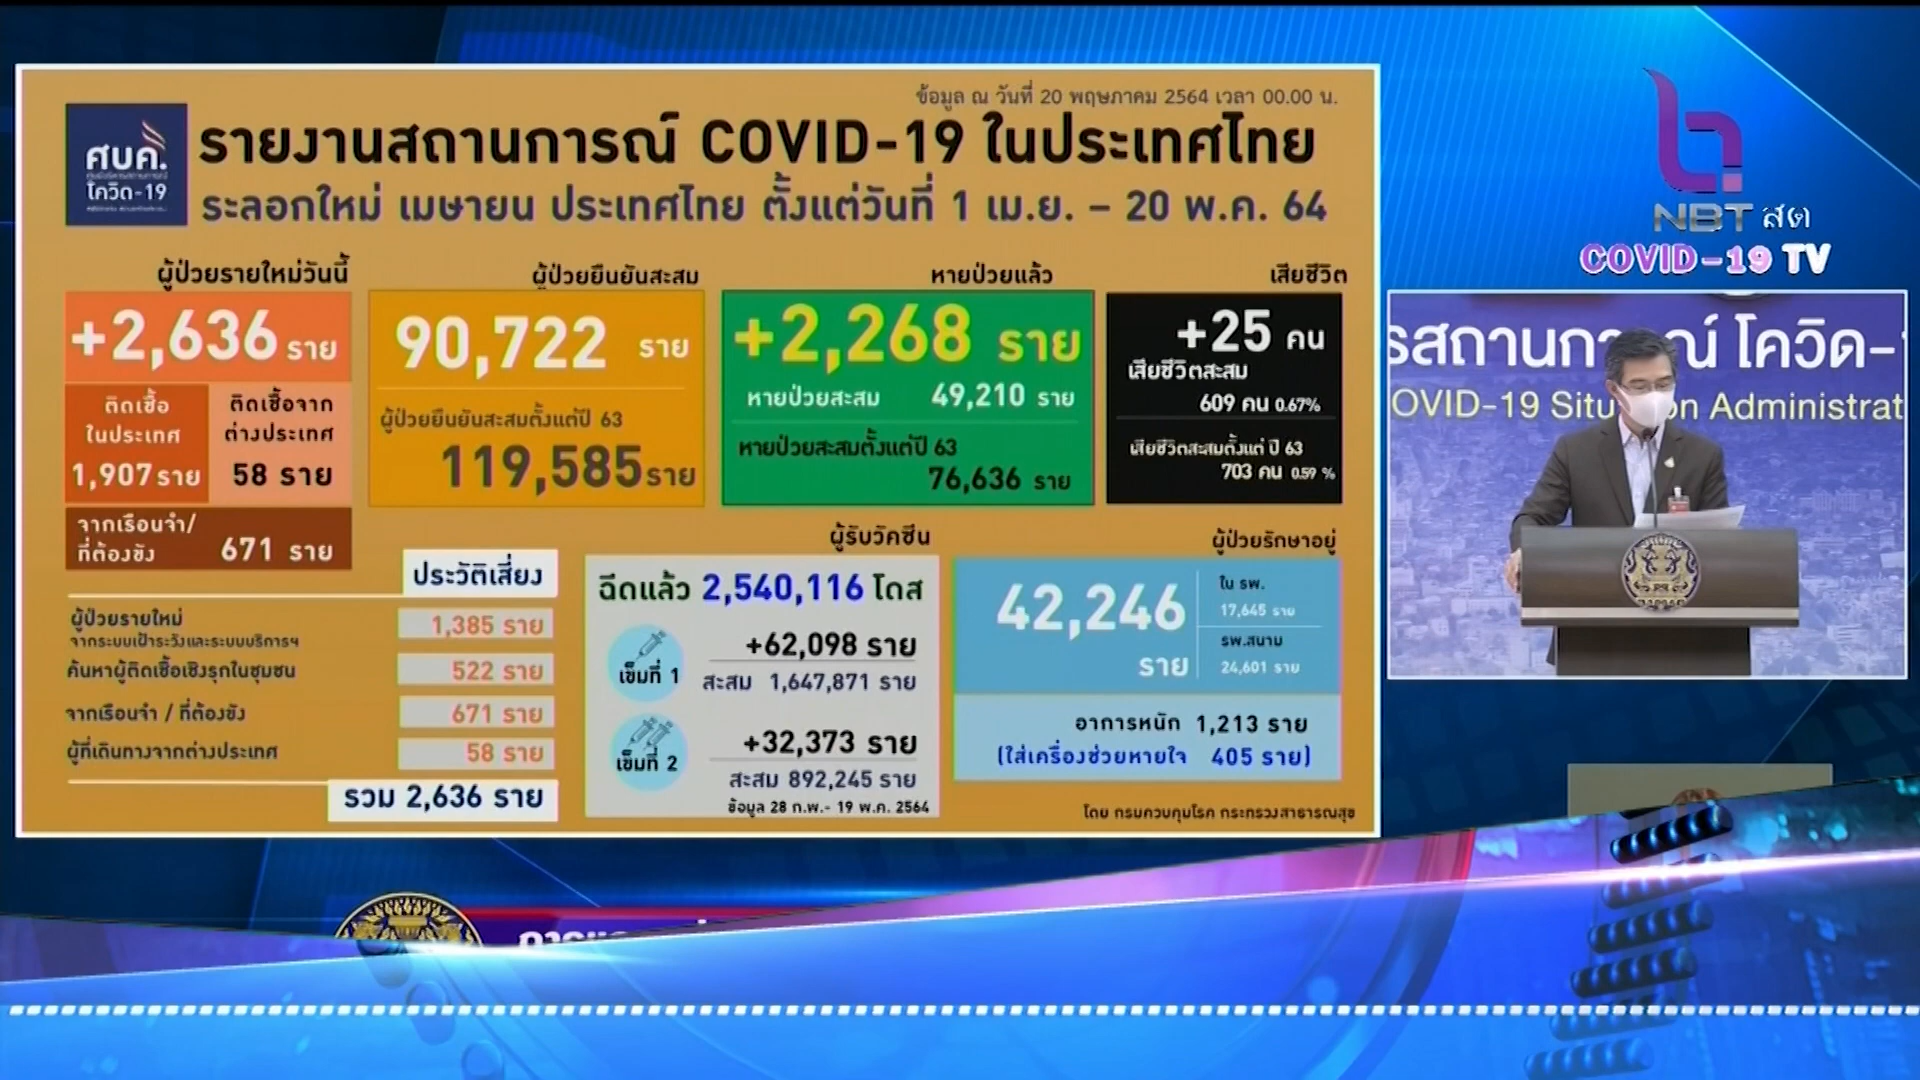 ข้อมูล ณ วันที่ 20 พฤษภาคม 2564 เวลา 00.00 น.
ศบค.
โควิด-19
รายงานสถานการณ์ COVID-19 ในประเทศไทย
ระลอกใหม่ เมษายน ประเทศไทย ตั้งแต่วันที่ 1 เม.ย. – 20 พ.ค. 64
ผู้ป่วยรายใหม่วันนี้
+2,636 ราย
ติดเชื้อ
ในประเทศ
1,907 ราย
ติดเชื้อจาก
ต่างประเทศ
58 ราย
จากเรือนจำ/
ที่ต้องขัง
671 ราย
ผู้ป่วยยืนยันสะสม
90,722 ราย
ผู้ป่วยยืนยันสะสมตั้งแต่ปี 63
119,585 ราย
หายป่วยแล้ว
+2,268 ราย
หายป่วยสะสม 49,210 ราย
หายป่วยสะสมตั้งแต่ปี 63
76,636 ราย
เสียชีวิต
+25 คน
เสียชีวิตสะสม
609 คน 0.67%
เสียชีวิตสะสมตั้งแต่ ปี 63
703 คน 0.59 %
ประวัติเสี่ยง
ผู้ป่วยรายใหม่
จากระบบเฝ้าระวังและระบบบริการฯ
1,385 ราย
ค้นหาผู้ติดเชื้อเชิงรุกในชุมชน 522 ราย
จากเรือนจำ / ที่ต้องขัง 671 ราย
ผู้ที่เดินทางจากต่างประเทศ 58 ราย
รวม 2,636 ราย
ผู้รับวัคซีน
ฉีดแล้ว 2,540,116 โดส
เข็มที่ 1
+62,098 ราย
สะสม 1,647,871 ราย
เข็มที่ 2
+32,373 ราย
สะสม 892,245 ราย
ข้อมูล 28 ก.พ.- 19 พ.ค. 2564
ผู้ป่วยรักษาอยู่
42,246
ราย
ใน รพ.
17,645 ราย
รพ.สนาม
24,601 ราย
อาการหนัก 1,213 ราย
(ใส่เครื่องช่วยหายใจ 405 ราย)
โดย กรมควบคุมโรค กระทรวงสาธารณสุข
NBT สด
COVID-19 TV
รสถานการณ์ โควิด-1
OVID-19 Situation Administrat